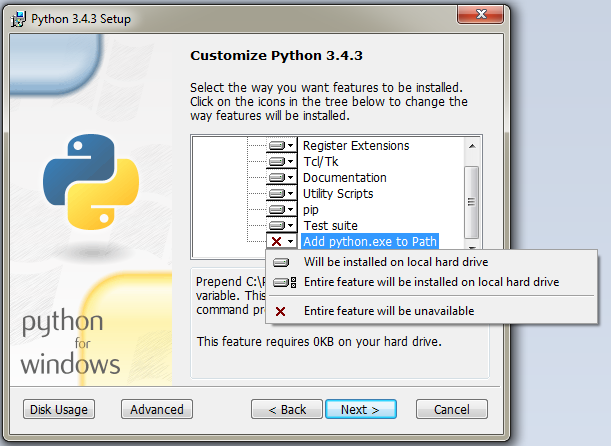 Python 3.4.3 Setup
Customize Python 3.4.3
Select the way you want features to be installed.
Click on the icons in the tree below to change the
way features will be installed.
Register Extensions
Tcl/Tk
Documentation
Utility Scripts
pip
Test suite
Add python.exe to Path
Will be installed on local hard drive
Entire feature will be installed on local hard drive
Entire feature will be unavailable
Prepend C:\
variable. This
command
This feature requires 0KB on your hard drive.
python
for
windows
Disk Usage
Advanced
< Back
Next >
Cancel